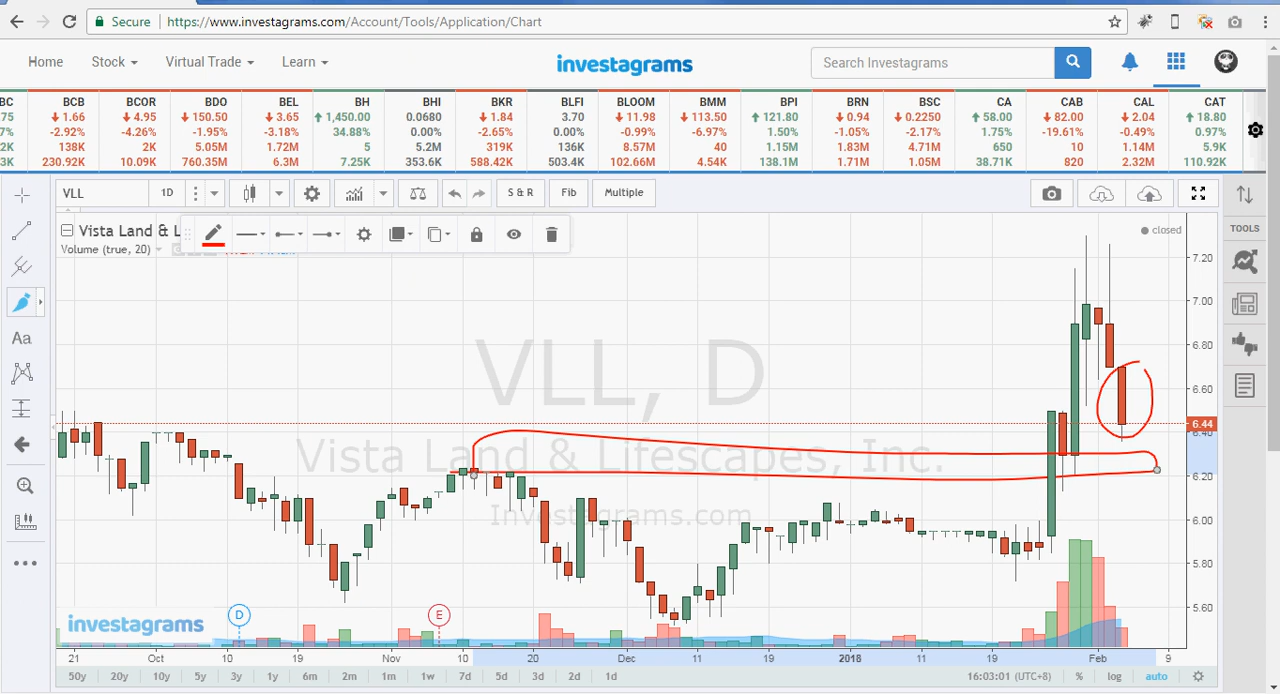 Secure https://www.investagrams.com/Account/Tools/Application/Chart
Home Stock Virtual Trade Learn investagrams Search Investagrams
BC BCB BCOR BDO BEL BH BHI BKR BLFI BLOOM BMM BPI BRN BSC CA CAB CAL CAT
.75 1.66 4.95 150.50 3.65 1,450.00 0.0680 1.84 3.70 11.98 113.50 121.80 0.94 0.2250 58.00 82.00 2.04 18.80
7% -2.92% -4.26% -1.95% -3.18% 34.88% 0.00% -2.65% 0.00% -0.99% -6.97% 1.50% -1.05% -2.17% 1.75% -19.61% -0.49% 0.97%
2K 138K 2K 5.05M 1.72M 5 5.2M 319K 136K 8.57M 40 1.15M 1.83M 4.71M 650 10 1.14M 5.9K
3K 230.92K 10.09K 760.35M 6.3M 7.25K 353.6K 588.42K 503.4K 102.66M 4.54K 138.1M 1.71M 1.05M 38.71K 820 2.32M 110.92K
VLL 1D S & R Fib Multiple
Vista Land & L
closed
TOOLS
Volume (true, 20)
7.20
7.00
6.80
VLL, D
6.60
6.44
6.40
Vista Land & Lifescapes, Inc.
6.20
Investagrams.com
6.00
5.80
5.60
Aa
investagrams
D E
21 Oct 10 19 Nov 10 20 Dec 11 19 2018 11 19 Feb 9
50y 20y 10y 5y 3y 1y 6m 2m 1m 1w 7d 5d 3d 2d 1d 16:03:01 (UTC+8) % log auto